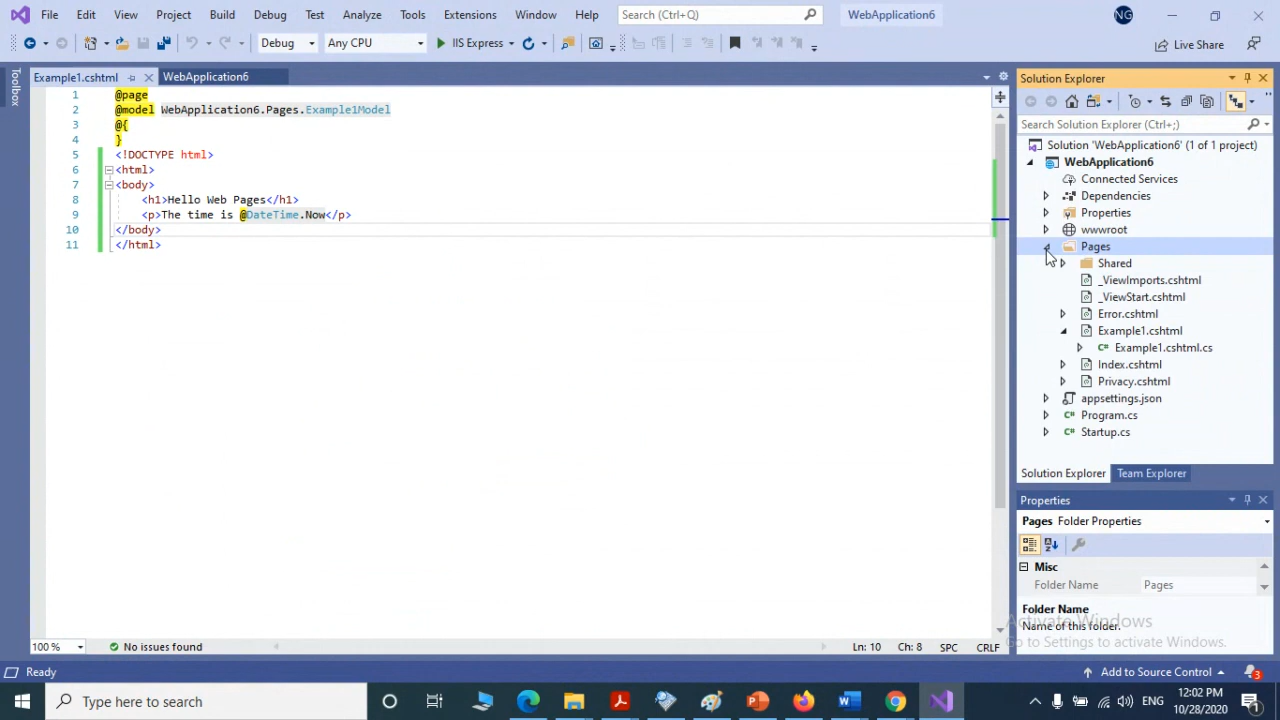 File Edit View Project Build Debug Test Analyze Tools Extensions Window Help Search (Ctrl+Q) WebApplication6 NG
Debug Any CPU IIS Express Live Share
Toolbox
Example1.cshtml WebApplication6
1 @page
2 @model WebApplication6.Pages.Example1Model
3 @{
4 }
5 <!DOCTYPE html>
6 <html>
7 <body>
8 <h1>Hello Web Pages</h1>
9 <p>The time is @DateTime.Now</p>
10 </body>
11 </html>
100 % No issues found Ln: 10 Ch: 8 SPC CRLF
Solution Explorer
Search Solution Explorer (Ctrl+;)
Solution 'WebApplication6' (1 of 1 project)
WebApplication6
Connected Services
Dependencies
Properties
wwwroot
Pages
Shared
_ViewImports.cshtml
_ViewStart.cshtml
Error.cshtml
Example1.cshtml
C# Example1.cshtml.cs
Index.cshtml
Privacy.cshtml
appsettings.json
C# Program.cs
C# Startup.cs
Solution Explorer Team Explorer
Properties
Pages Folder Properties
Misc
Folder Name Pages
Folder Name
Name of this folder.
Activate Windows
Go to Settings to activate Windows.
Ready Add to Source Control 3
Type here to search ENG 12:02 PM
10/28/2020 1